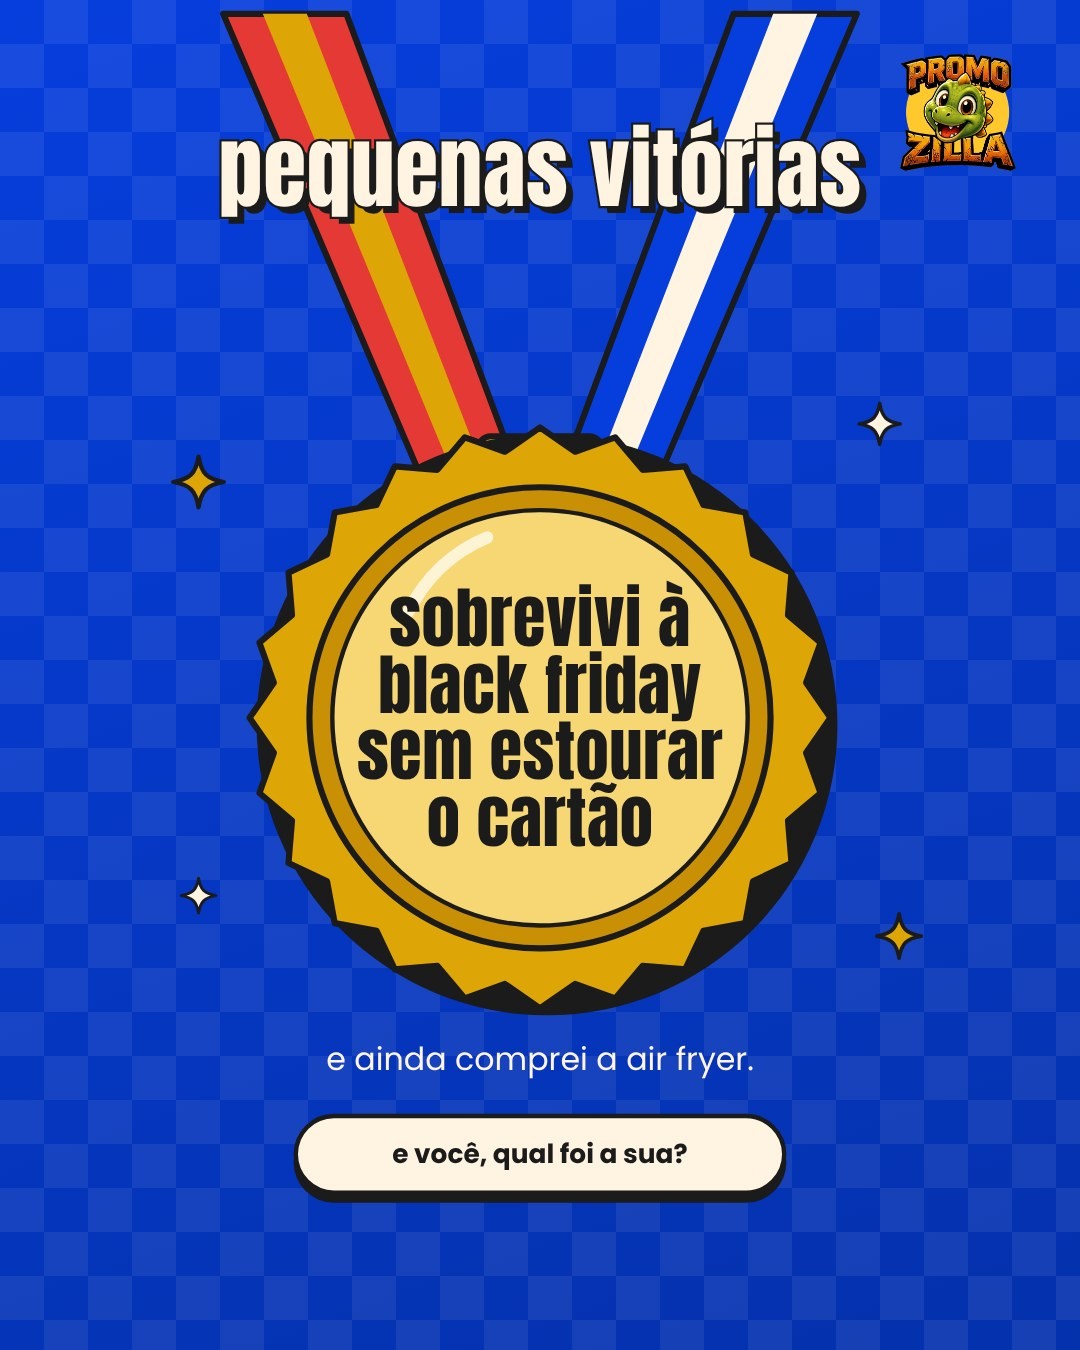 PROMO
ZILLA
pequenas vitórias
sobrevivi à
black friday
sem estourar
o cartão
e ainda comprei a air fryer.
e você, qual foi a sua?